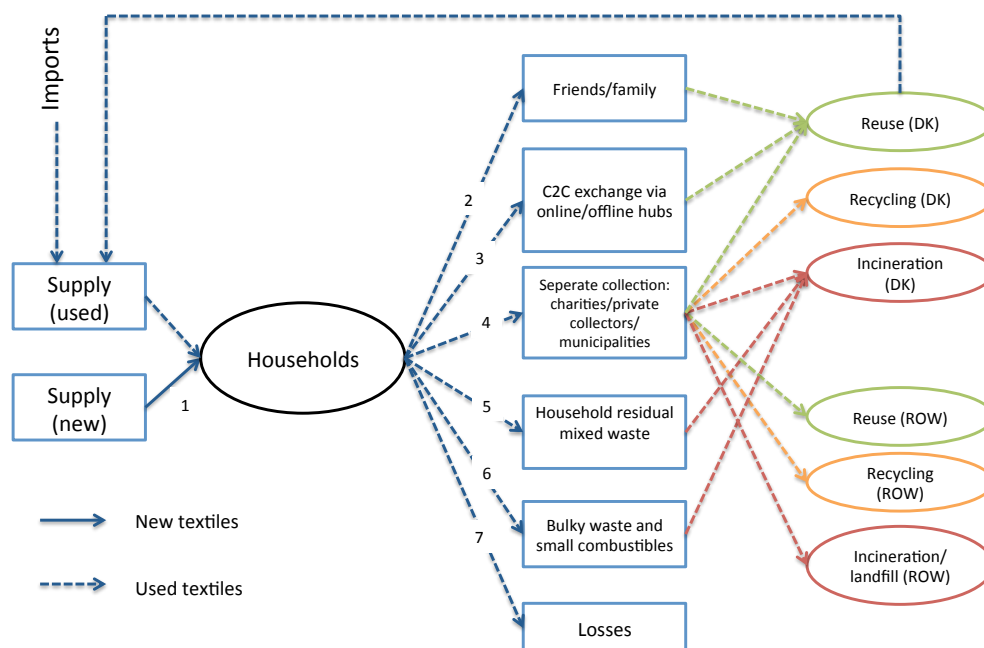 Imports
Friends/family
Reuse (DK)
2
C2C exchange via
online/offline hubs
Recycling (DK)
3
Supply
(used)
Seperate collection:
charities/private
collectors/
municipalities
Incineration
(DK)
4
Households
Supply
(new)
1
5
Household residual
mixed waste
Reuse (ROW)
6
Recycling
(ROW)
New textiles
7
Bulky waste and
small combustibles
Incineration/
landfill (ROW)
Used textiles
Losses